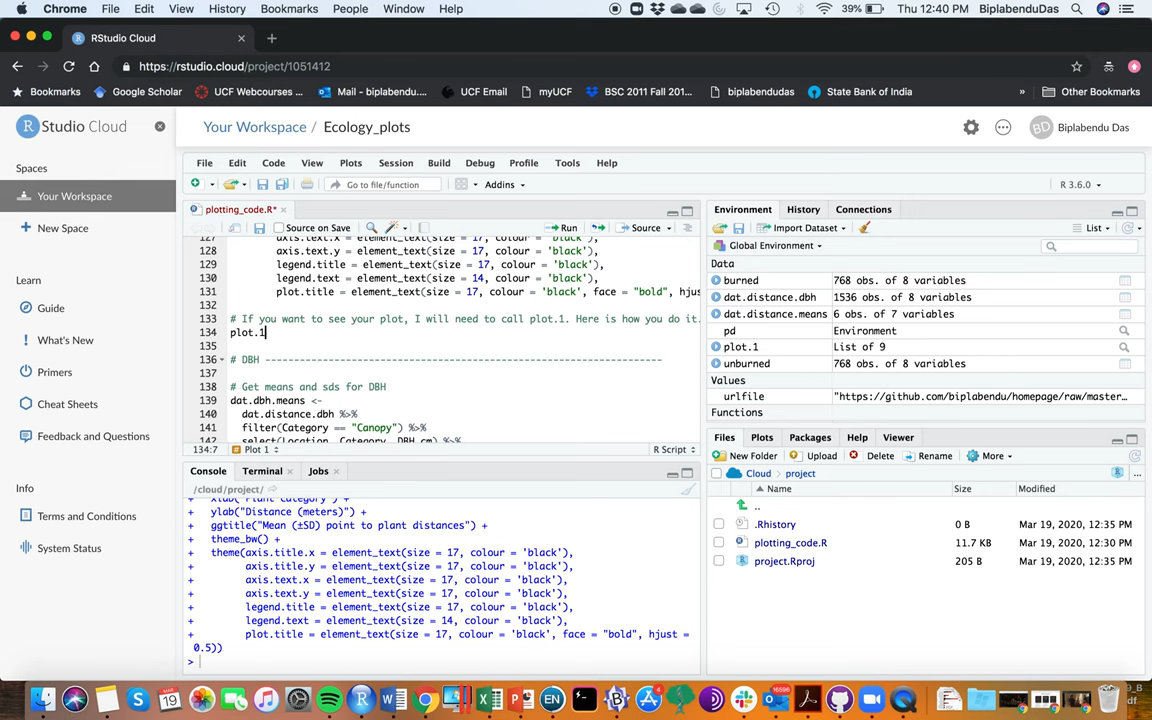 Chrome File Edit View History Bookmarks People Window Help 39% Thu 12:40 PM BiplabenduDas
RStudio Cloud
https://rstudio.cloud/project/1051412
Bookmarks Google Scholar UCF Webcourses ... Mail - biplabendu.... UCF Email myUCF BSC 2011 Fall 201... biplabendudas State Bank of India » Other Bookmarks
R Studio Cloud
Your Workspace / Ecology_plots
BD Biplabendu Das
Spaces
Your Workspace
New Space
Learn
Guide
What's New
Primers
Cheat Sheets
Feedback and Questions
Info
Terms and Conditions
System Status
File Edit Code View Plots Session Build Debug Profile Tools Help
Go to file/function Addins R 3.6.0
plotting_code.R*
Source on Save Run Source
127 axis.text.x = element_text(size = 17, colour = 'black'),
128 axis.text.y = element_text(size = 17, colour = 'black'),
129 legend.title = element_text(size = 17, colour = 'black'),
130 legend.text = element_text(size = 14, colour = 'black'),
131 plot.title = element_text(size = 17, colour = 'black', face = "bold", hjus
132
133 # If you want to see your plot, I will need to call plot.1. Here is how you do it.
134 plot.1
135
136 # DBH ----------------------------------------------------------------
137
138 # Get means and sds for DBH
139 dat.dbh.means <-
140 dat.distance.dbh %>%
141 filter(Category == "Canopy") %>%
142 select(Location, Category, DBH_cm) %>%
134:7 Plot 1 R Script
Console Terminal Jobs
/cloud/project/
+ xlab("Plant Category") +
+ ylab("Distance (meters)") +
+ ggtitle("Mean (±SD) point to plant distances") +
+ theme_bw() +
+ theme(axis.title.x = element_text(size = 17, colour = 'black'),
+ axis.title.y = element_text(size = 17, colour = 'black'),
+ axis.text.x = element_text(size = 17, colour = 'black'),
+ axis.text.y = element_text(size = 17, colour = 'black'),
+ legend.title = element_text(size = 17, colour = 'black'),
+ legend.text = element_text(size = 14, colour = 'black'),
+ plot.title = element_text(size = 17, colour = 'black', face = "bold", hjust =
0.5))
>
Environment History Connections
Import Dataset List
Global Environment
Data
burned 768 obs. of 8 variables
dat.distance.dbh 1536 obs. of 8 variables
dat.distance.means 6 obs. of 7 variables
pd Environment
plot.1 List of 9
unburned 768 obs. of 8 variables
Values
urlfile "https://github.com/biplabendu/homepage/raw/master…
Functions
Files Plots Packages Help Viewer
New Folder Upload Delete Rename More
Cloud project ...
Name Size Modified
..
.Rhistory 0 B Mar 19, 2020, 12:35 PM
plotting_code.R 11.7 KB Mar 19, 2020, 12:30 PM
project.Rproj 205 B Mar 19, 2020, 12:35 PM